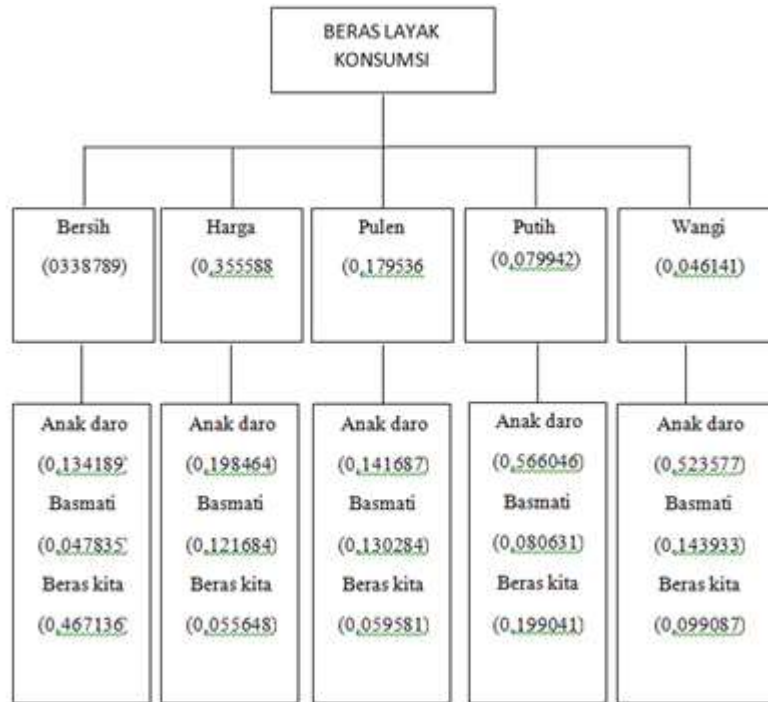 BERAS LAYAK
KONSUMSI
Bersih
(0338789)
Harga
(0,355588
Pulen
(0,179536
Putih
(0,079942)
Wangi
(0,046141)
Anak daro
(0,134189)
Basmati
(0,047835)
Beras kita
(0,467136)
Anak daro
(0,198464)
Basmati
(0,121684)
Beras kita
(0,055648)
Anak daro
(0,141687)
Basmati
(0,130284)
Beras kita
(0,059581)
Anak daro
(0,566046)
Basmati
(0,080631)
Beras kita
(0,199041)
Anak daro
(0,523577)
Basmati
(0,143933)
Beras kita
(0,099087)